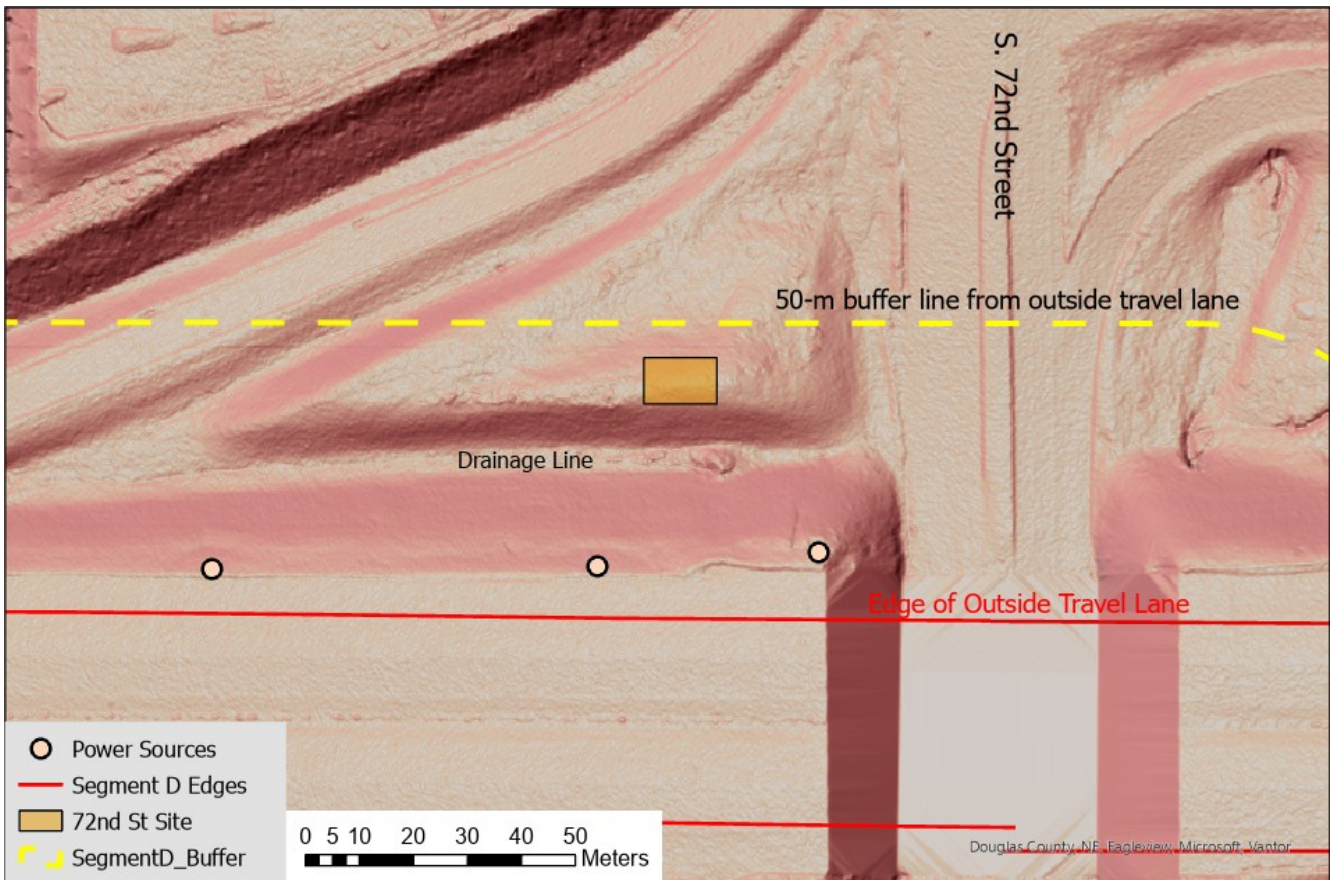 S. 72nd Street
50-m buffer line from outside travel lane
Drainage Line
Edge of Outside Travel Lane
Power Sources
Segment D Edges
72nd St Site
SegmentD_Buffer
0 5 10 20 30 40 50
Meters
Douglas County, NE, Eagleview, Microsoft, Vantor